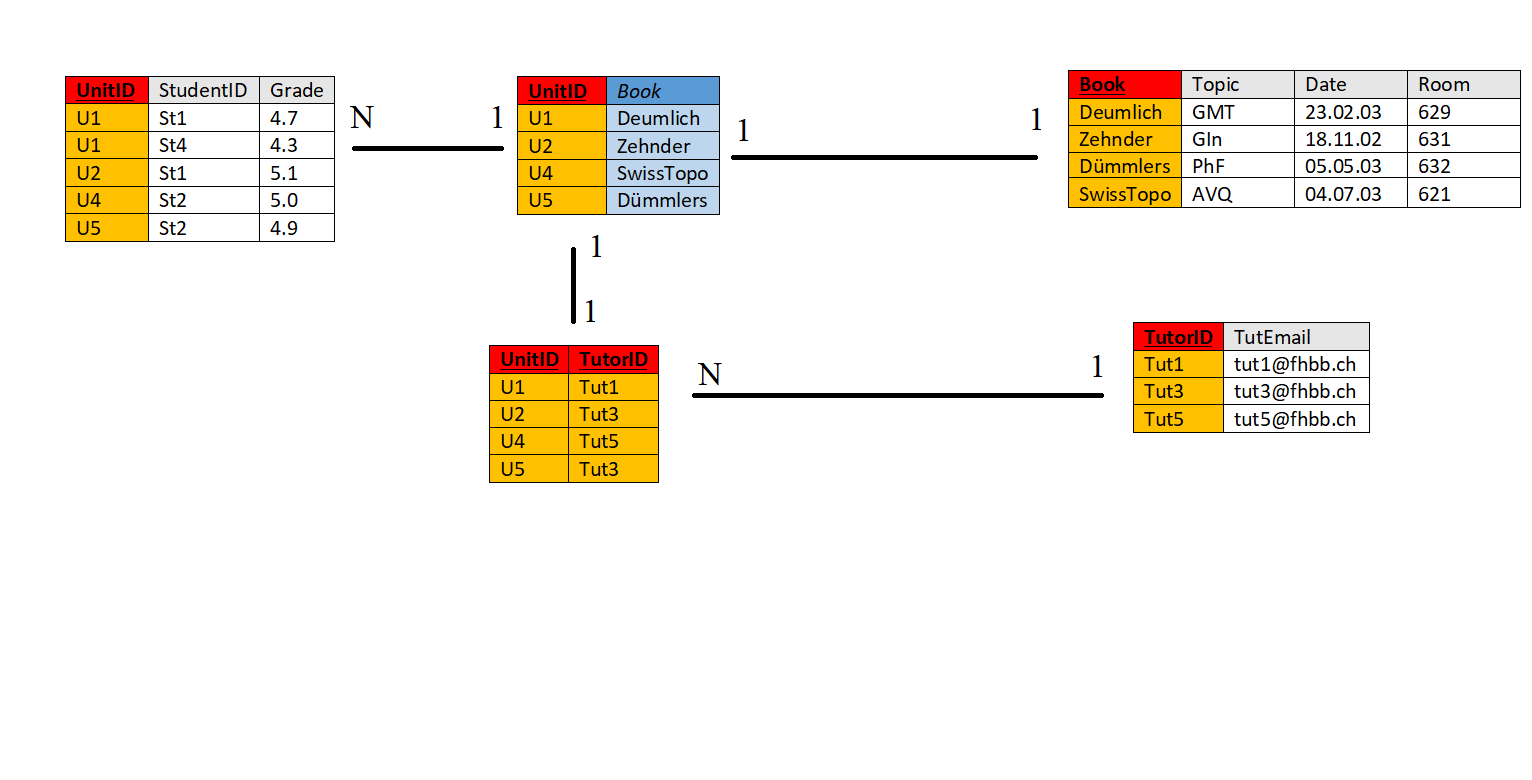 UnitID StudentID Grade
U1 St1 4.7
U1 St4 4.3
U2 St1 5.1
U4 St2 5.0
U5 St2 4.9
N 1
UnitID Book
U1 Deumlich
U2 Zehnder
U4 SwissTopo
U5 Dümmlers
1 1
Book Topic Date Room
Deumlich GMT 23.02.03 629
Zehnder GIn 18.11.02 631
Dümmlers PhF 05.05.03 632
SwissTopo AVQ 04.07.03 621
1
1
UnitID TutorID
U1 Tut1
U2 Tut3
U4 Tut5
U5 Tut3
N 1
TutorID TutEmail
Tut1 tut1@fhbb.ch
Tut3 tut3@fhbb.ch
Tut5 tut5@fhbb.ch